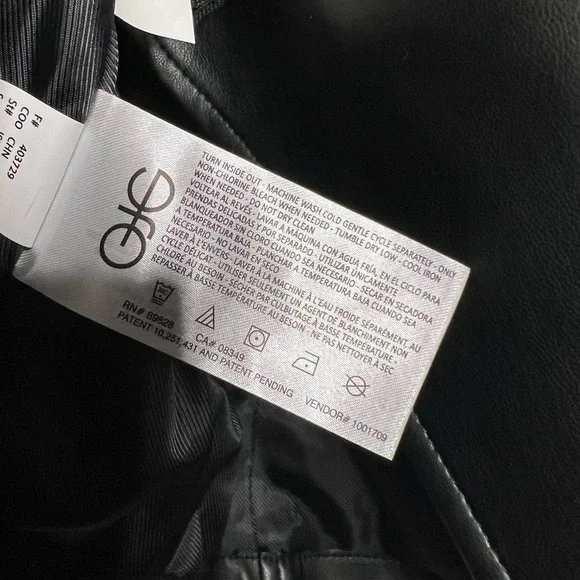 F# 403729
COO CHN
St#
TURN INSIDE OUT - MACHINE WASH COLD GENTLE CYCLE SEPARATELY - ONLY
NON-CHLORINE BLEACH WHEN NEEDED - TUMBLE DRY LOW - COOL IRON
WHEN NEEDED - DO NOT DRY CLEAN
VOLTEAR AL REVÉS - LAVAR A MÁQUINA CON AGUA FRÍA, EN EL CICLO PARA
PRENDAS DELICADAS Y POR SEPARADO - UTILIZAR ÚNICAMENTE
BLANQUEADOR SIN CLORO CUANDO SEA NECESARIO - SECAR EN SECADORA
A TEMPERATURA BAJA - PLANCHAR A TEMPERATURA BAJA CUANDO SEA
NECESARIO - NO LAVAR EN SECO
LAVER À L'ENVERS - LAVER À LA MACHINE À L'EAU FROIDE SÉPARÉMENT, AU
CYCLE DÉLICAT - UTILISER SEULEMENT UN AGENT DE BLANCHIMENT NON
CHLORÉ AU BESOIN - SÉCHER PAR CULBUTAGE À BASSE TEMPÉRATURE
REPASSER À BASSE TEMPÉRATURE AU BESOIN - NE PAS NETTOYER À SEC
RN# 89828
CA# 08349
VENDOR# 1001709
PATENT 10,251,431 AND PATENT PENDING